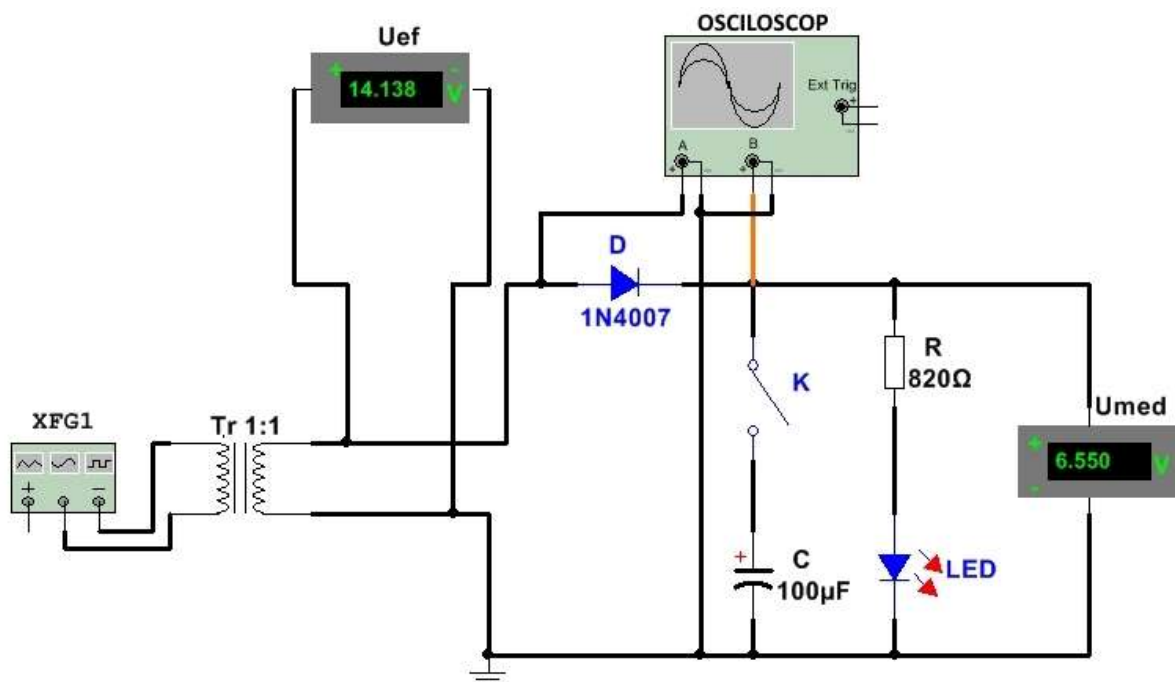 OSCILOSCOP
Uef
+ -
14.138 V
Ext Trig
+
-
A B
+ - + -
D
1N4007
R
820Ω
K
Umed
XFG1
Tr 1:1
+
6.550 V
-
+ -
+
C
100µF
LED